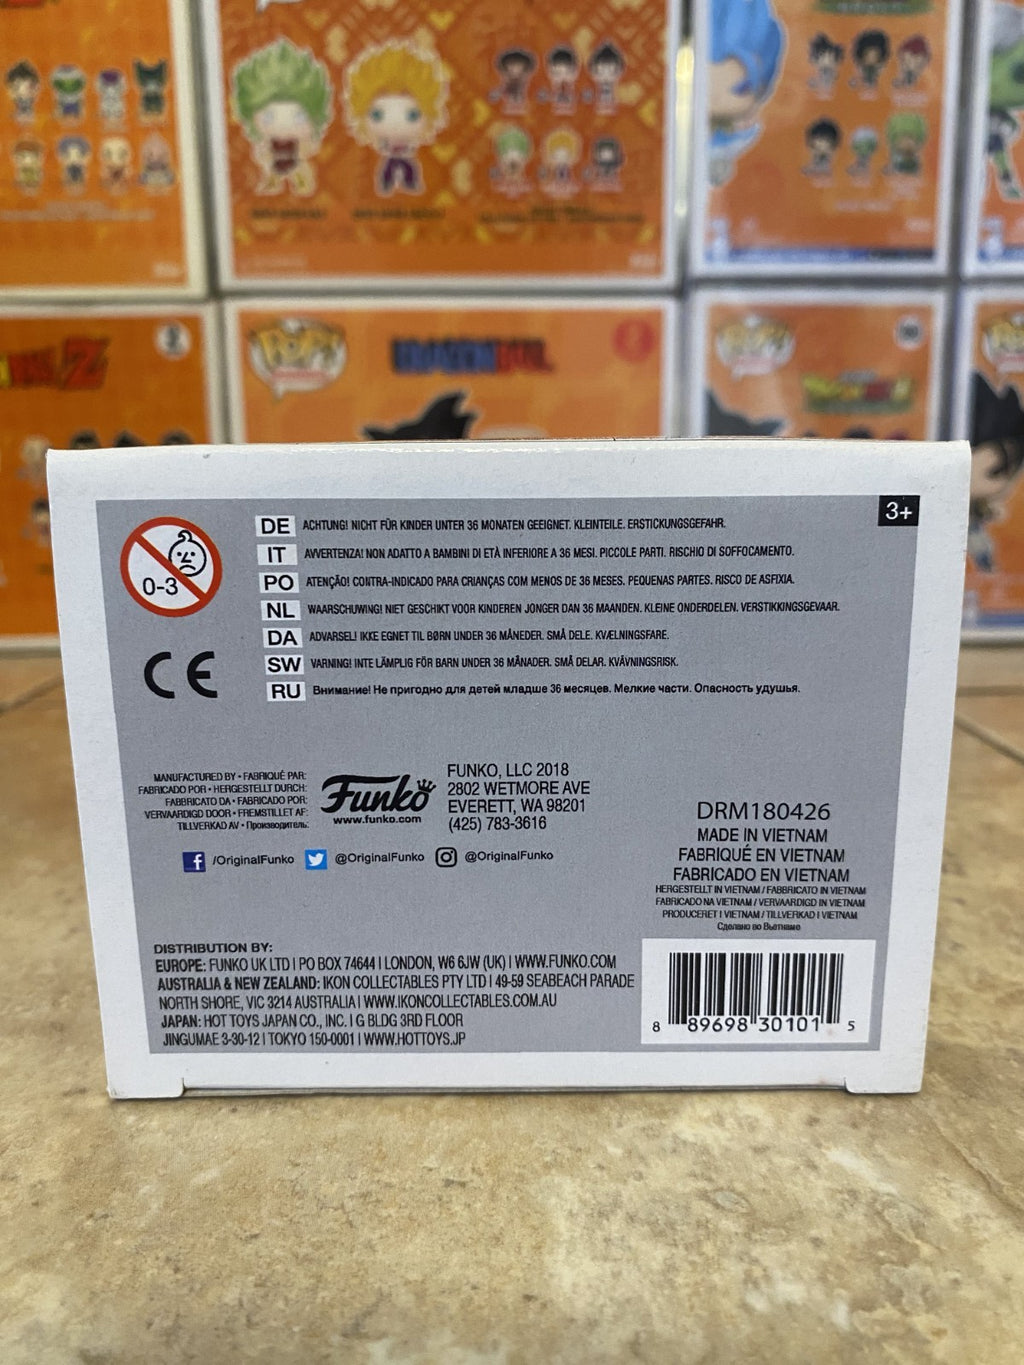 POP!
3+
0-3
DE ACHTUNG! NICHT FÜR KINDER UNTER 36 MONATEN GEEIGNET. KLEINTEILE. ERSTICKUNGSGEFAHR.
IT AVVERTENZA! NON ADATTO A BAMBINI DI ETÀ INFERIORE A 36 MESI. PICCOLE PARTI. RISCHIO DI SOFFOCAMENTO.
PO ATENÇÃO! CONTRA-INDICADO PARA CRIANÇAS COM MENOS DE 36 MESES. PEQUENAS PARTES. RISCO DE ASFIXIA.
NL WAARSCHUWING! NIET GESCHIKT VOOR KINDEREN JONGER DAN 36 MAANDEN. KLEINE ONDERDELEN. VERSTIKKINGSGEVAAR.
DA ADVARSEL! IKKE EGNET TIL BØRN UNDER 36 MÅNEDER. SMÅ DELE. KVÆLNINGSFARE.
SW VARNING! INTE LÄMPLIG FÖR BARN UNDER 36 MÅNADER. SMÅ DELAR. KVÄVNINGSRISK.
RU Внимание! Не пригодно для детей младше 36 месяцев. Мелкие части. Опасность удушья.
CE
MANUFACTURED BY • FABRIQUÉ PAR:
FABRICADO POR • HERGESTELLT DURCH:
FABBRICATO DA • FABRICADO POR:
VERVAARDIGD DOOR • FREMSTILLET AF:
TILLVERKAD AV • Производитель:
Funko
www.funko.com
FUNKO, LLC 2018
2802 WETMORE AVE
EVERETT, WA 98201
(425) 783-3616
/OriginalFunko @OriginalFunko @OriginalFunko
DRM180426
MADE IN VIETNAM
FABRIQUÉ EN VIETNAM
FABRICADO EN VIETNAM
HERGESTELLT IN VIETNAM / FABBRICATO IN VIETNAM
FABRICADO NA VIETNAM / VERVAARDIGD IN VIETNAM
PRODUCERET I VIETNAM / TILLVERKAD I VIETNAM
Сделано во Вьетнаме
DISTRIBUTION BY:
EUROPE: FUNKO UK LTD | PO BOX 74644 | LONDON, W6 6JW (UK) | WWW.FUNKO.COM
AUSTRALIA & NEW ZEALAND: IKON COLLECTABLES PTY LTD | 49-59 SEABEACH PARADE
NORTH SHORE, VIC 3214 AUSTRALIA | WWW.IKONCOLLECTABLES.COM.AU
JAPAN: HOT TOYS JAPAN CO., INC. | G BLDG 3RD FLOOR
JINGUMAE 3-30-12 | TOKYO 150-0001 | WWW.HOTTOYS.JP
8 89698 30101 5